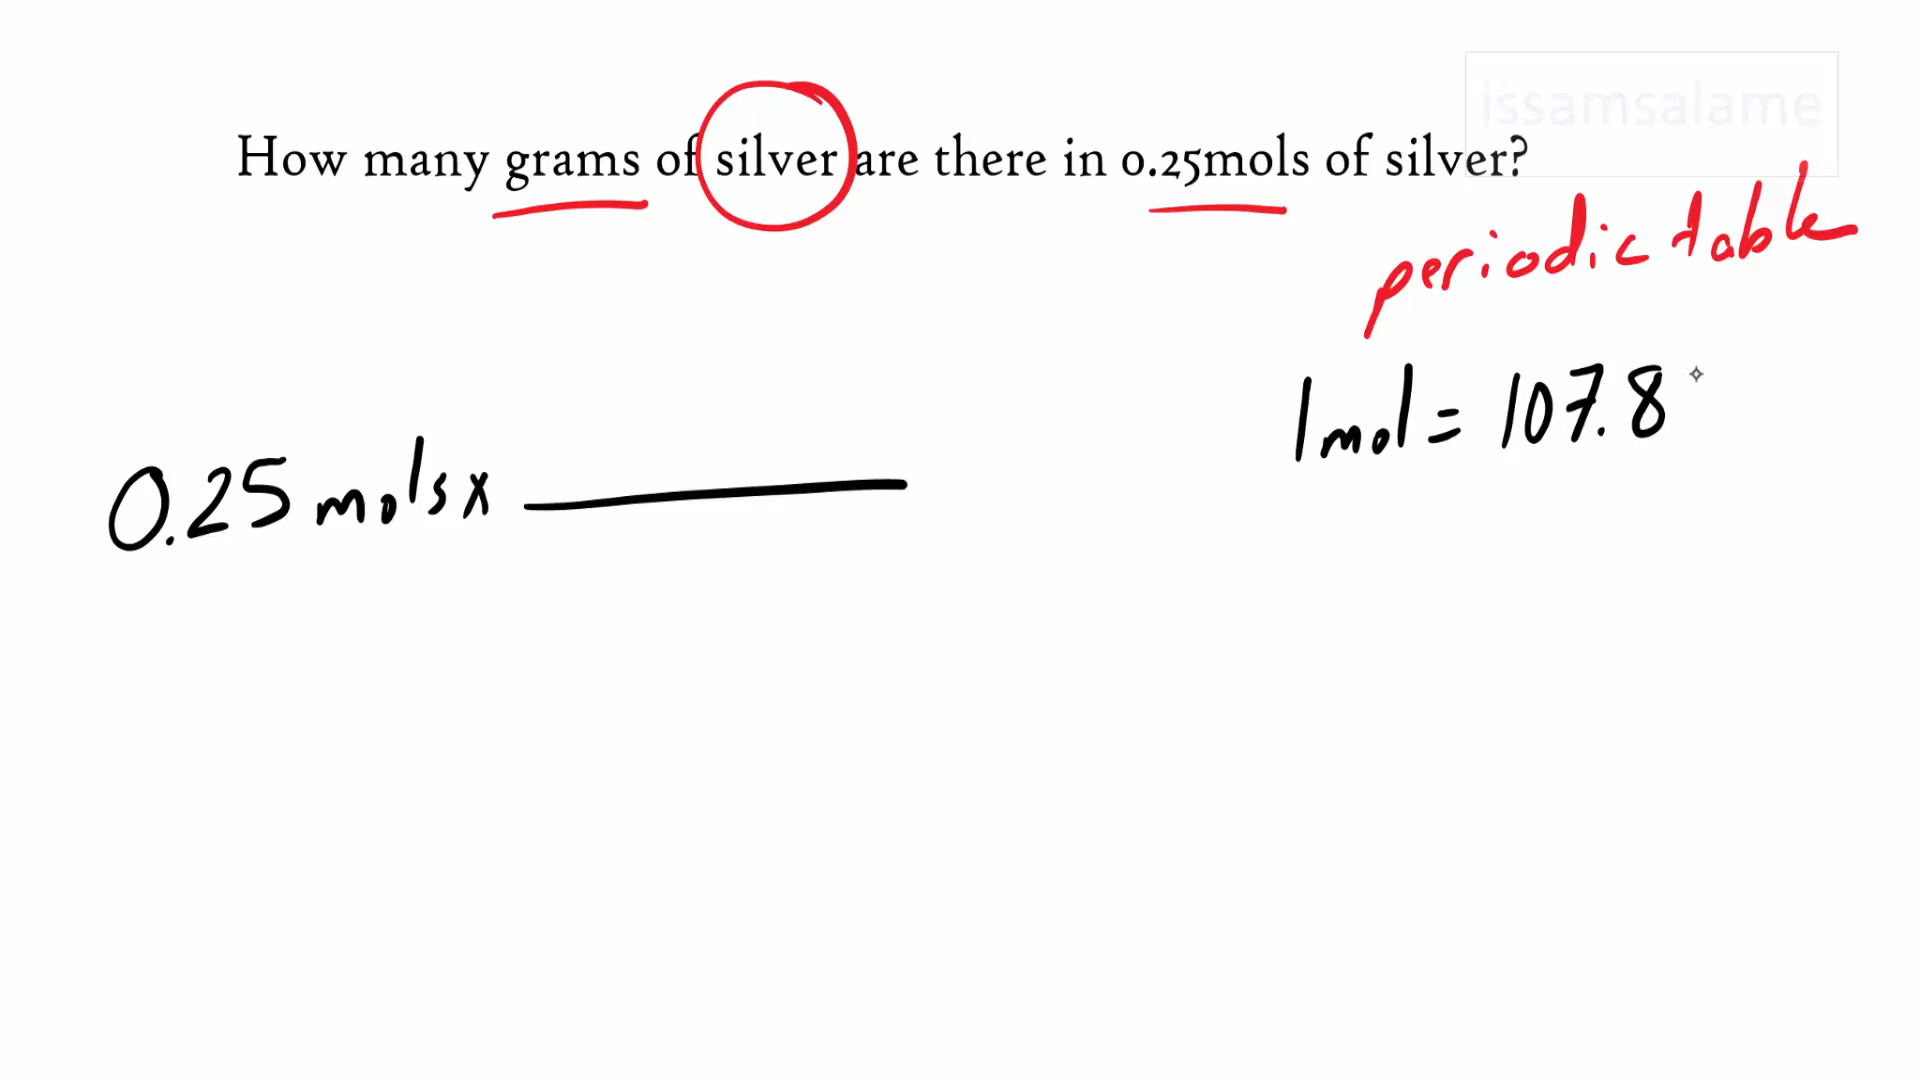 issamsalame
How many grams of silver are there in 0.25mols of silver?
periodic table
1mol = 107.8
0.25 mols x